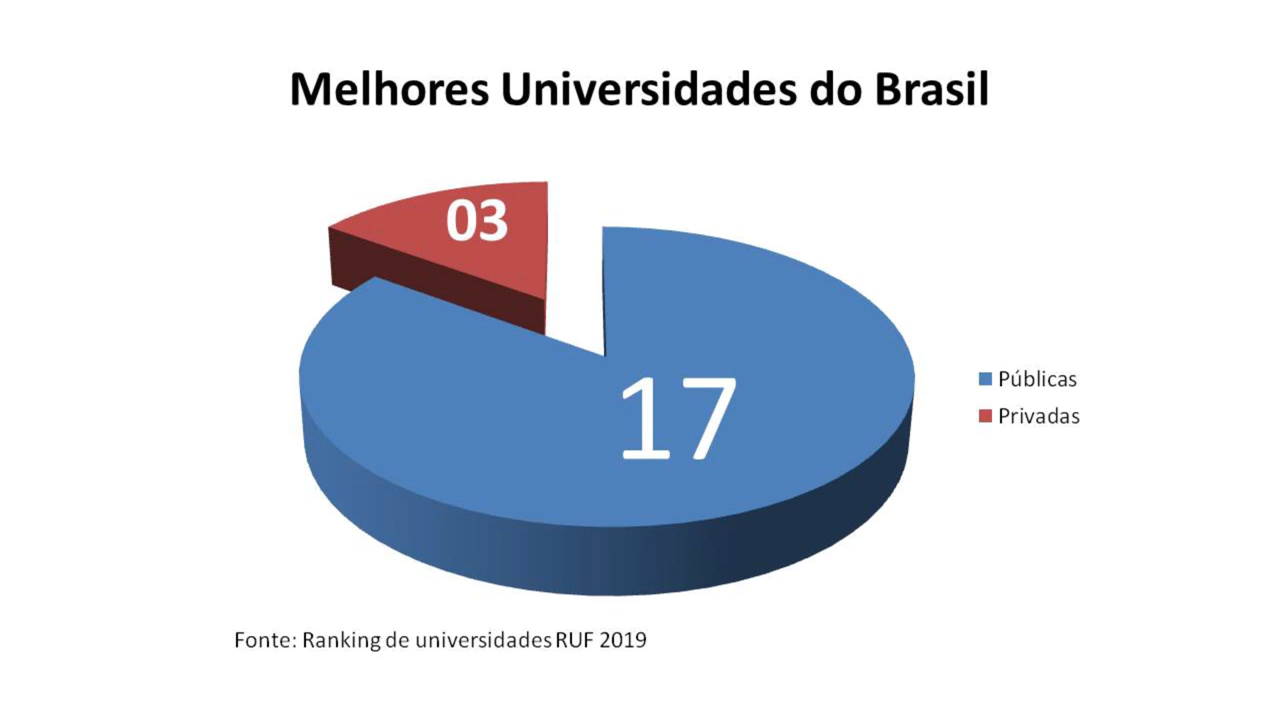 Melhores Universidades do Brasil
03
17
Públicas
Privadas
Fonte: Ranking de universidades RUF 2019